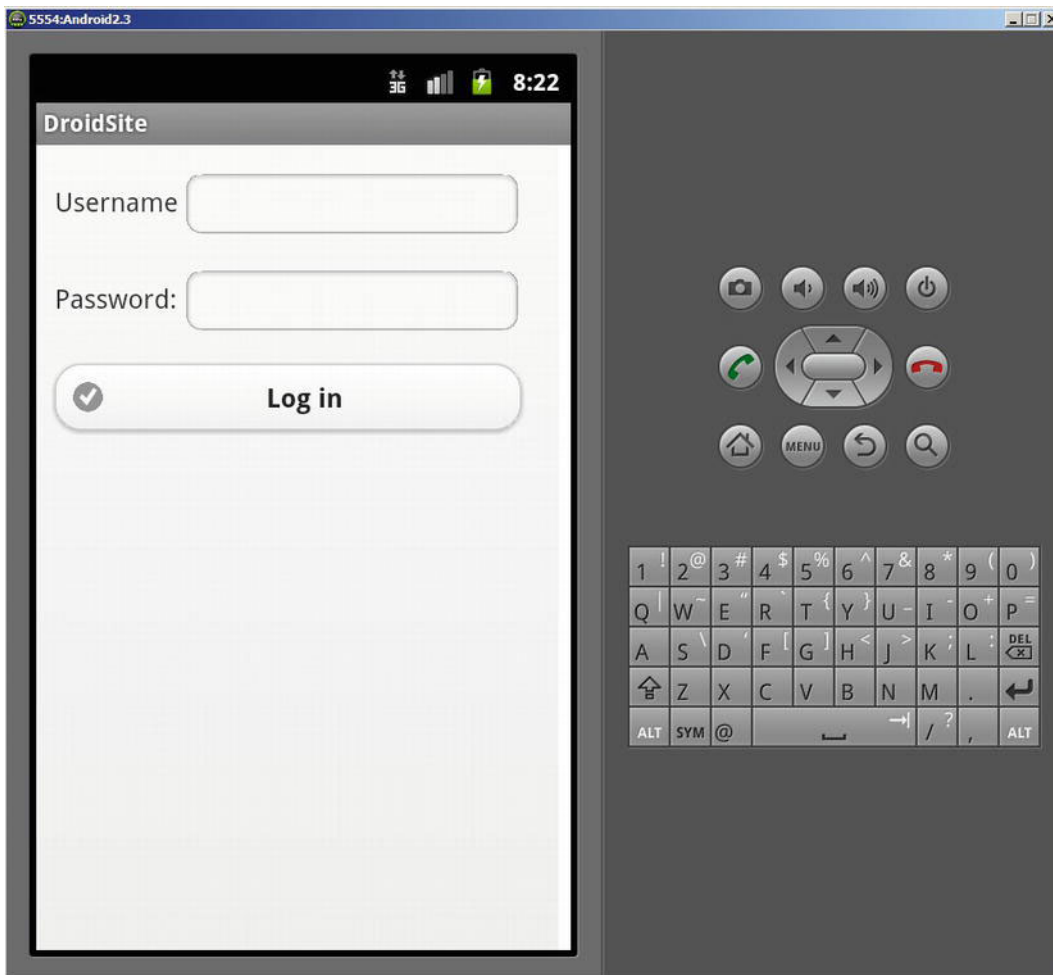 5554:Android2.3
3G 8:22
DroidSite
Username
Password:
Log in
MENU
1 ! 2 @ 3 # 4 $ 5 % 6 ^ 7 & 8 * 9 ( 0 )
Q | W ~ E " R ` T { Y } U _ I - O + P =
A S \ D ' F [ G ] H < J > K ; L : DEL
Z X C V B N M .
ALT SYM @ / ? , ALT